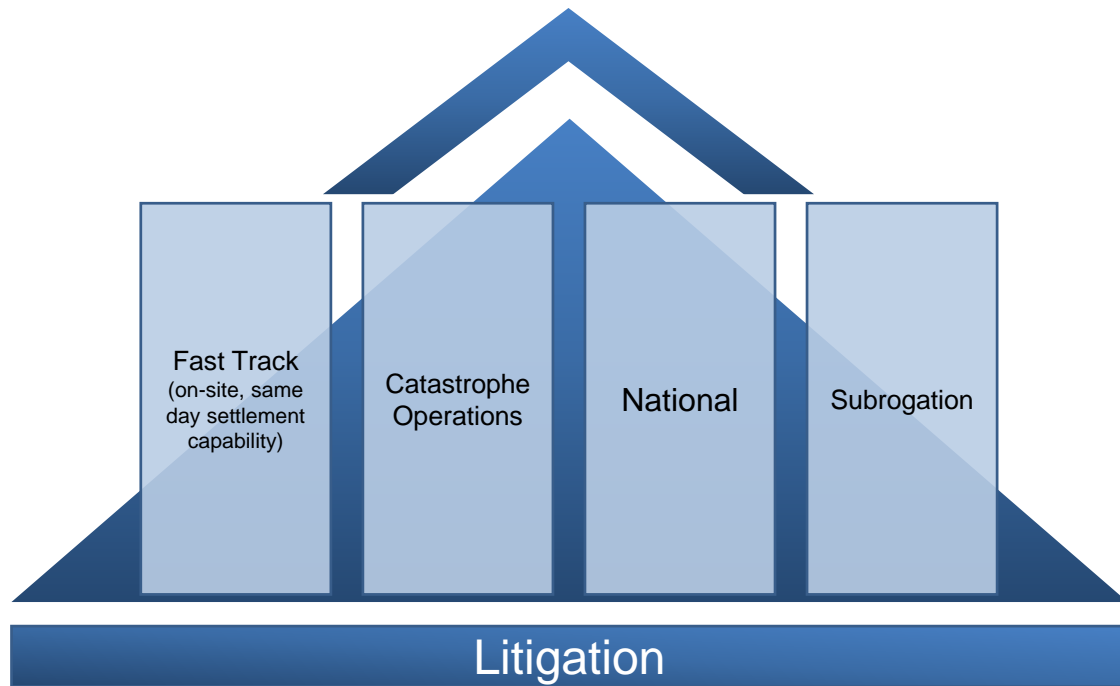 Fast Track
(on-site, same
day settlement
capability)
Catastrophe
Operations
National
Subrogation
Litigation